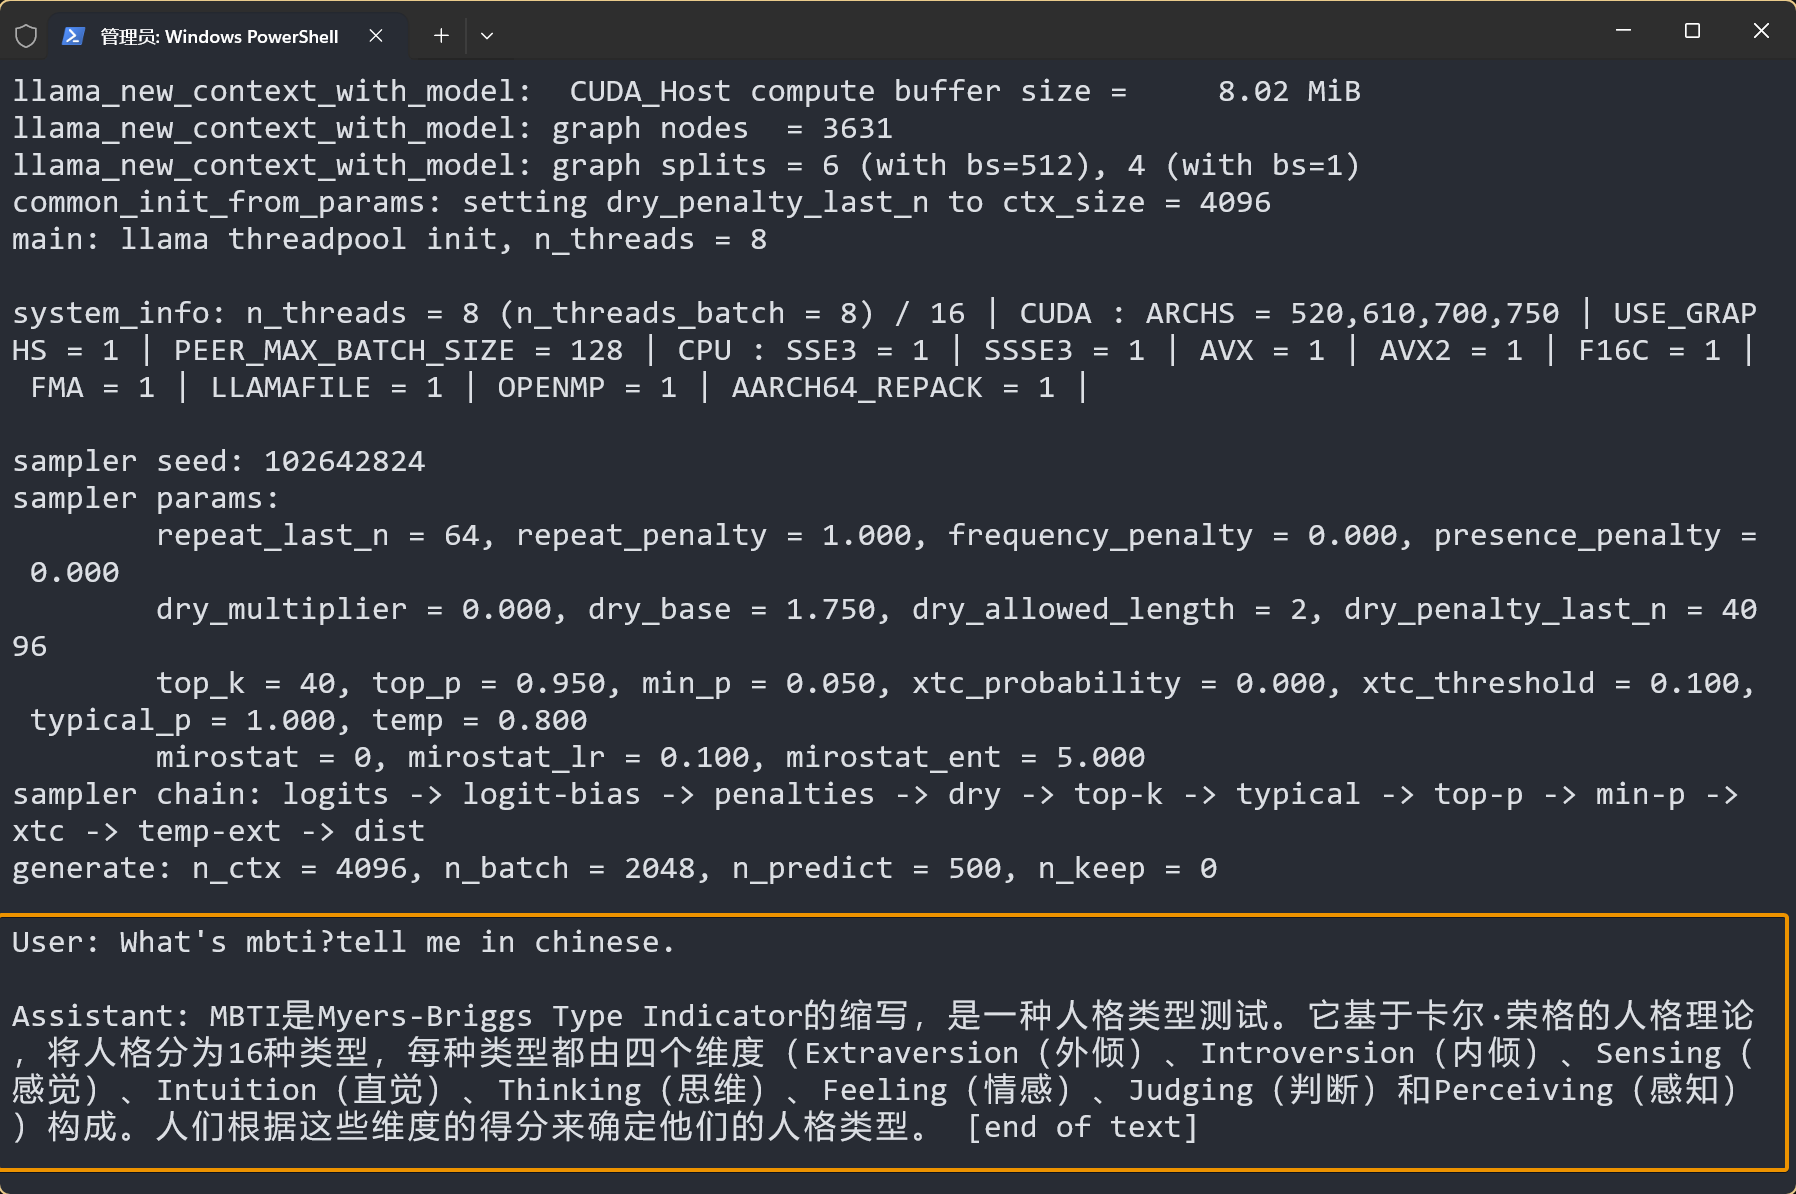 管理员: Windows PowerShell
llama_new_context_with_model:  CUDA_Host compute buffer size =     8.02 MiB
llama_new_context_with_model: graph nodes  = 3631
llama_new_context_with_model: graph splits = 6 (with bs=512), 4 (with bs=1)
common_init_from_params: setting dry_penalty_last_n to ctx_size = 4096
main: llama threadpool init, n_threads = 8
system_info: n_threads = 8 (n_threads_batch = 8) / 16 | CUDA : ARCHS = 520,610,700,750 | USE_GRAP
HS = 1 | PEER_MAX_BATCH_SIZE = 128 | CPU : SSE3 = 1 | SSSE3 = 1 | AVX = 1 | AVX2 = 1 | F16C = 1 |
 FMA = 1 | LLAMAFILE = 1 | OPENMP = 1 | AARCH64_REPACK = 1 |
sampler seed: 102642824
sampler params:
        repeat_last_n = 64, repeat_penalty = 1.000, frequency_penalty = 0.000, presence_penalty =
 0.000
        dry_multiplier = 0.000, dry_base = 1.750, dry_allowed_length = 2, dry_penalty_last_n = 40
96
        top_k = 40, top_p = 0.950, min_p = 0.050, xtc_probability = 0.000, xtc_threshold = 0.100,
 typical_p = 1.000, temp = 0.800
        mirostat = 0, mirostat_lr = 0.100, mirostat_ent = 5.000
sampler chain: logits -> logit-bias -> penalties -> dry -> top-k -> typical -> top-p -> min-p ->
xtc -> temp-ext -> dist
generate: n_ctx = 4096, n_batch = 2048, n_predict = 500, n_keep = 0
User: What's mbti?tell me in chinese.
Assistant: MBTI是Myers-Briggs Type Indicator的缩写，是一种人格类型测试。它基于卡尔·荣格的人格理论
，将人格分为16种类型，每种类型都由四个维度（Extraversion（外倾）、Introversion（内倾）、Sensing（
感觉）、Intuition（直觉）、Thinking（思维）、Feeling（情感）、Judging（判断）和Perceiving（感知）
）构成。人们根据这些维度的得分来确定他们的人格类型。 [end of text]